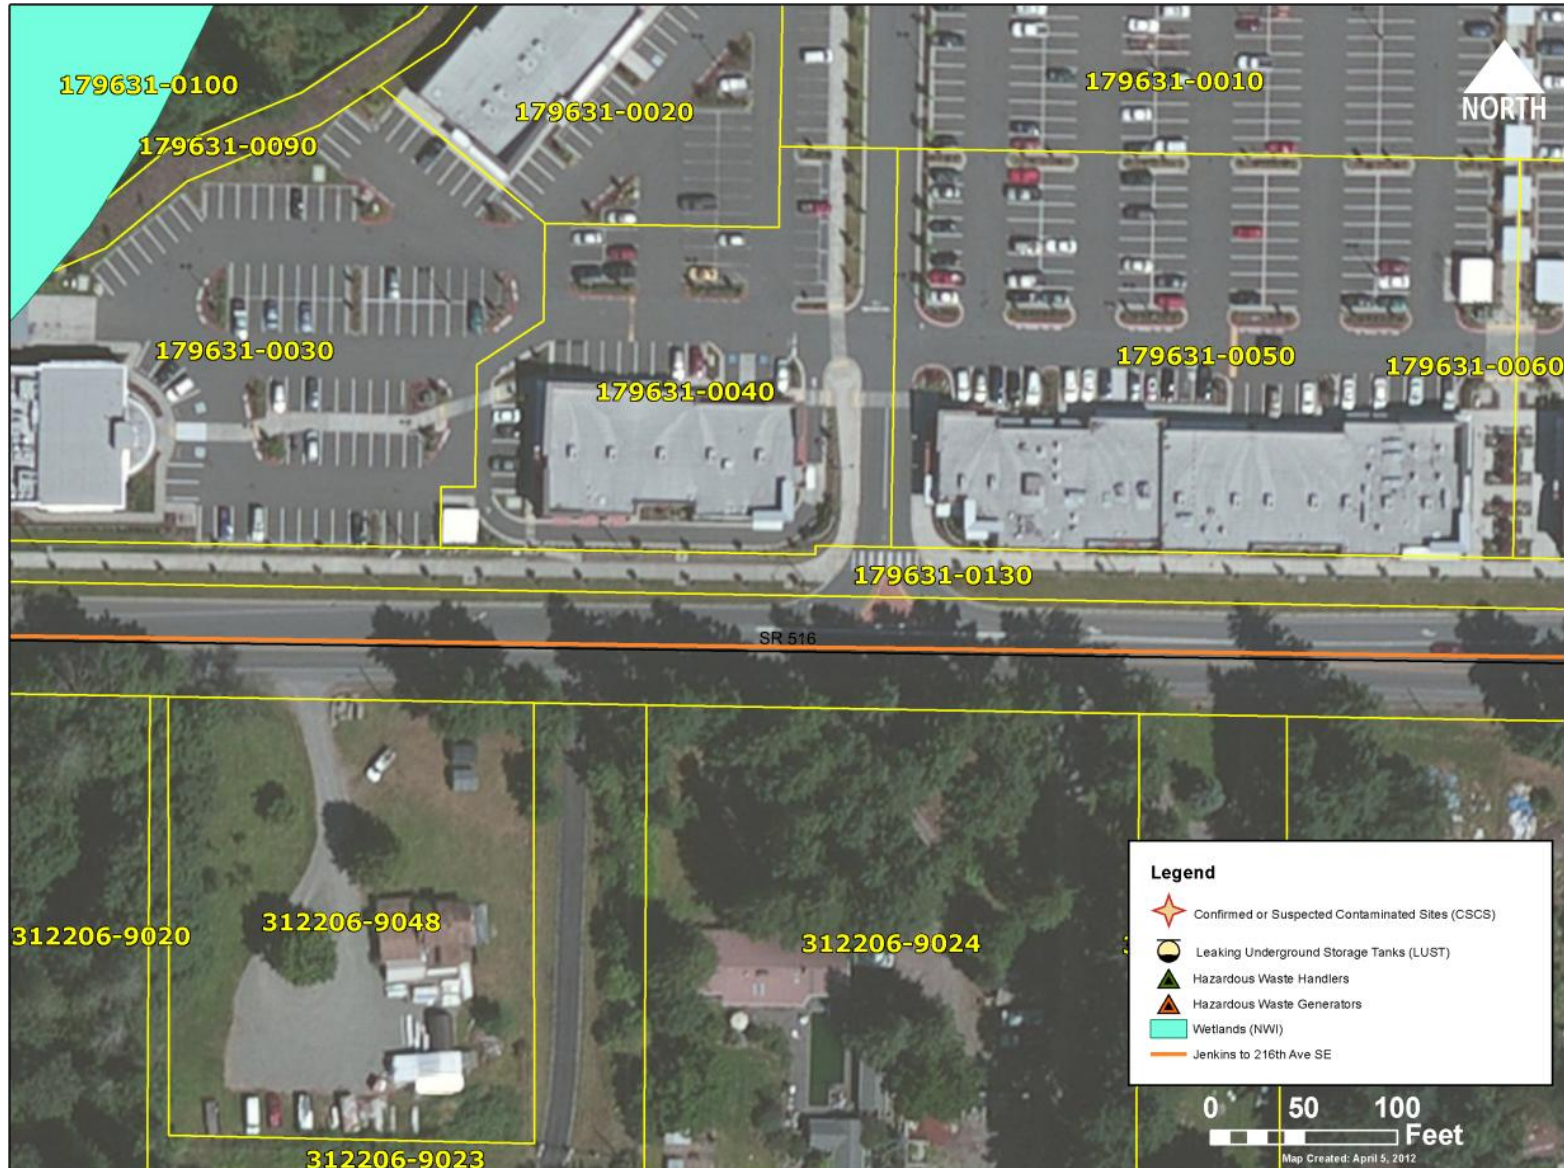 179631-0100
179631-0020
179631-0010
NORTH
179631-0090
179631-0030
179631-0040
179631-0050
179631-0060
179631-0130
SR 516
312206-9020
312206-9048
312206-9024
312206-9023
Legend
Confirmed or Suspected Contaminated Sites (CSCS)
Leaking Underground Storage Tanks (LUST)
Hazardous Waste Handlers
Hazardous Waste Generators
Wetlands (NWI)
Jenkins to 216th Ave SE
0 50 100
Feet
Map Created: April 5, 2012